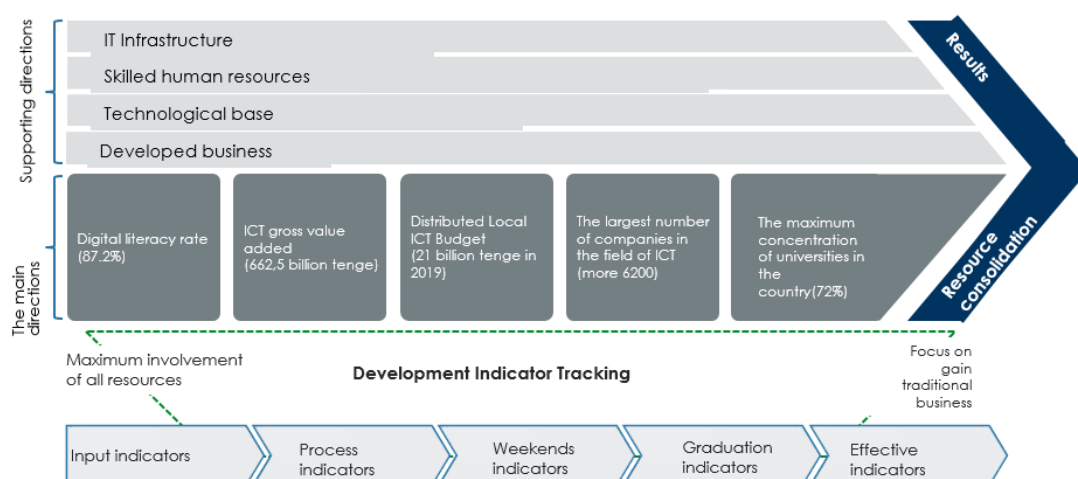 Supporting directions
IT Infrastructure
Skilled human resources
Technological base
Developed business
Results
The main
directions
Digital literacy rate
(87.2%)
ICT gross value
added
(662,5 billion tenge)
Distributed Local
ICT Budget
(21 billion tenge in
2019)
The largest number
of companies in
the field of ICT
(more 6200)
The maximum
concentration
of universities in
the
country(72%)
Resource
consolidation
Maximum involvement
of all resources
Development Indicator Tracking
Focus on
gain
traditional
business
Input indicators
Process
indicators
Weekends
indicators
Graduation
indicators
Effective
indicators